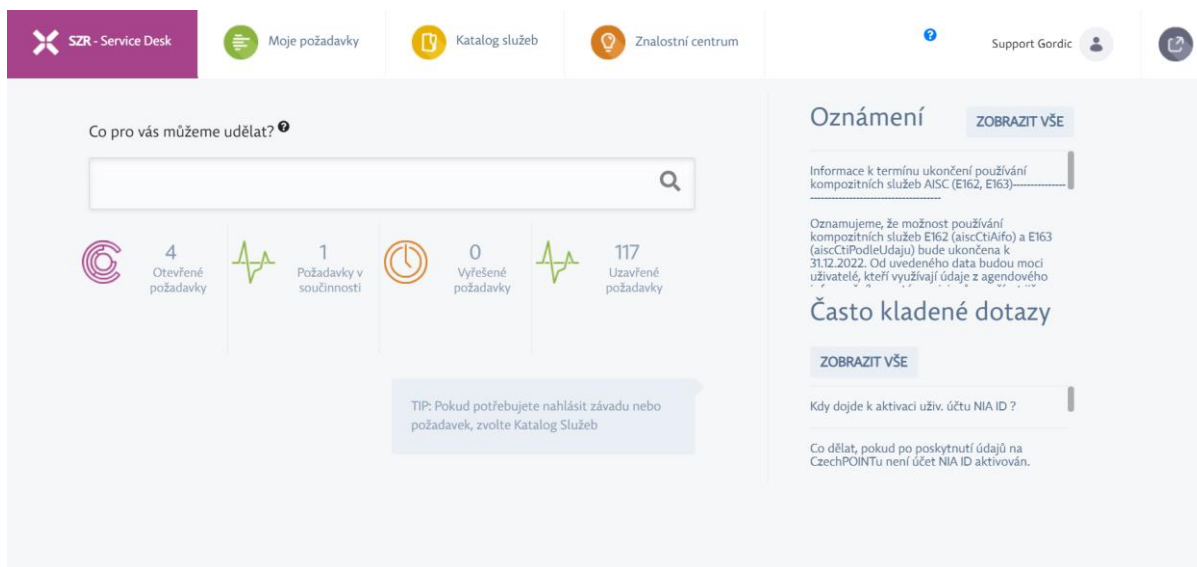 SZR - Service Desk
Moje požadavky
Katalog služeb
Znalostní centrum
Support Gordic
Co pro vás můžeme udělat?
4
Otevřené
požadavky
1
Požadavky v
součinnosti
0
Vyřešené
požadavky
117
Uzavřené
požadavky
TIP: Pokud potřebujete nahlásit závadu nebo
požadavek, zvolte Katalog Služeb
Oznámení
ZOBRAZIT VŠE
Informace k termínu ukončení používání
kompozitních služeb AISC (E162, E163)---------------
-------------------------------------
Oznamujeme, že možnost používání
kompozitních služeb E162 (aiscCtiAifo) a E163
(aiscCtiPodleUdaju) bude ukončena k
31.12.2022. Od uvedeného data budou moci
uživatelé, kteří využívají údaje z agendového
Často kladené dotazy
ZOBRAZIT VŠE
Kdy dojde k aktivaci uživ. účtu NIA ID ?
Co dělat, pokud po poskytnutí údajů na
CzechPOINTu není účet NIA ID aktivován.